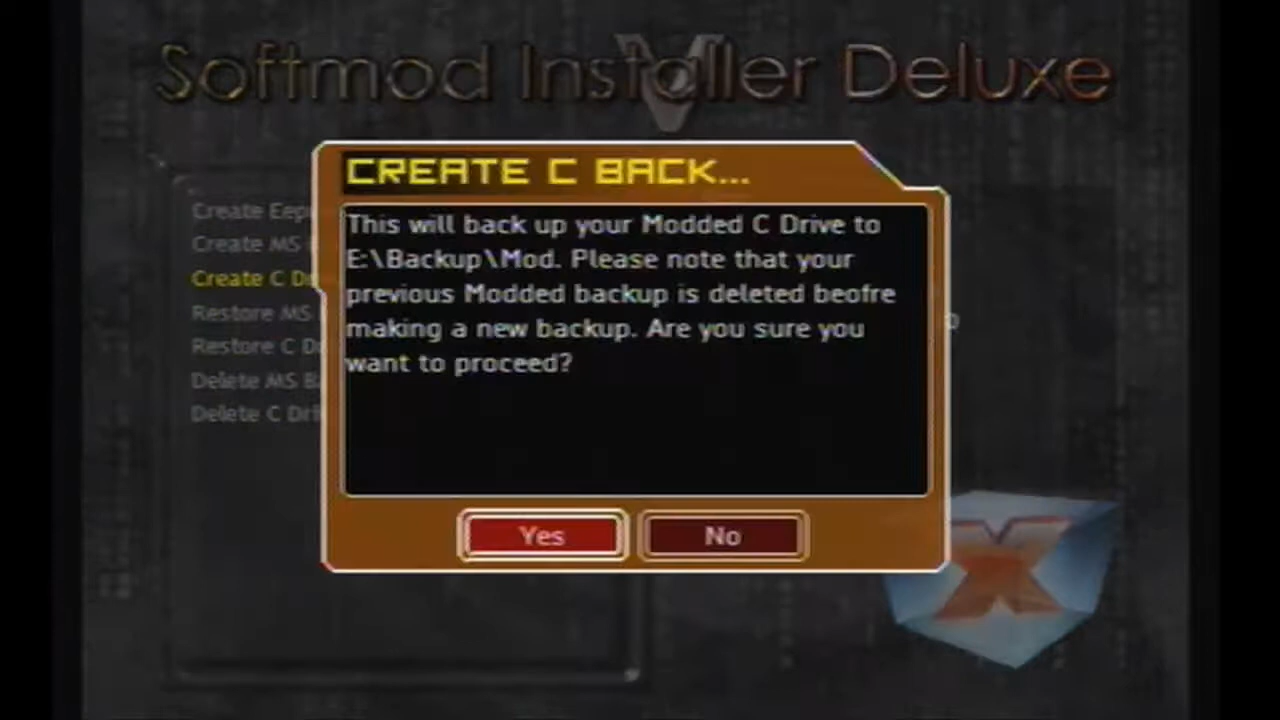 Softmod Installer Deluxe
CREATE C BACK...
This will back up your Modded C Drive to
E:\Backup\Mod. Please note that your
previous Modded backup is deleted beofre
making a new backup. Are you sure you
want to proceed?
Create
Create MS
Create C
Restore MS
Restore C
Delete MS
Delete C
Yes
No